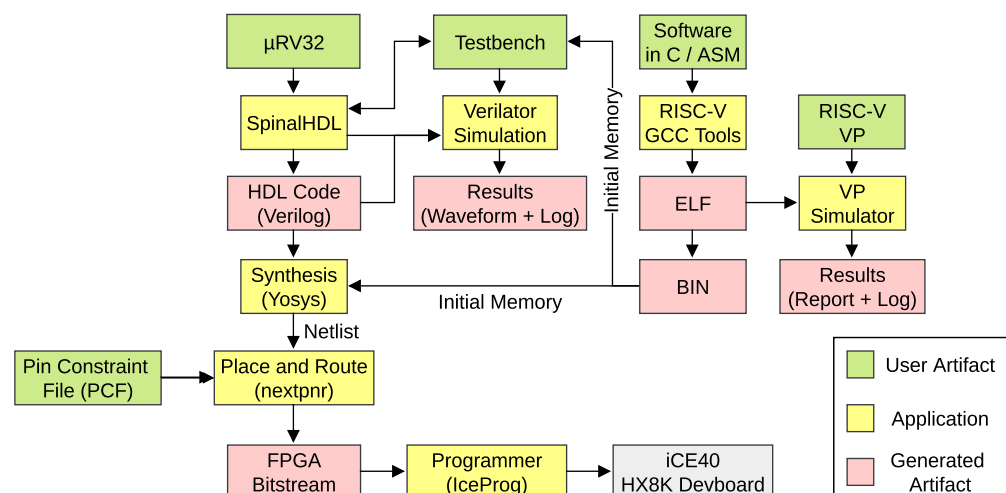 µRV32
Testbench
Software
in C / ASM
SpinalHDL
Verilator
Simulation
RISC-V
GCC Tools
RISC-V
VP
Initial Memory
HDL Code
(Verilog)
Results
(Waveform + Log)
ELF
VP
Simulator
Synthesis
(Yosys)
Initial Memory
BIN
Results
(Report + Log)
Netlist
Pin Constraint
File (PCF)
Place and Route
(nextpnr)
User Artifact
Application
Generated
Artifact
FPGA
Bitstream
Programmer
(IceProg)
iCE40
HX8K Devboard